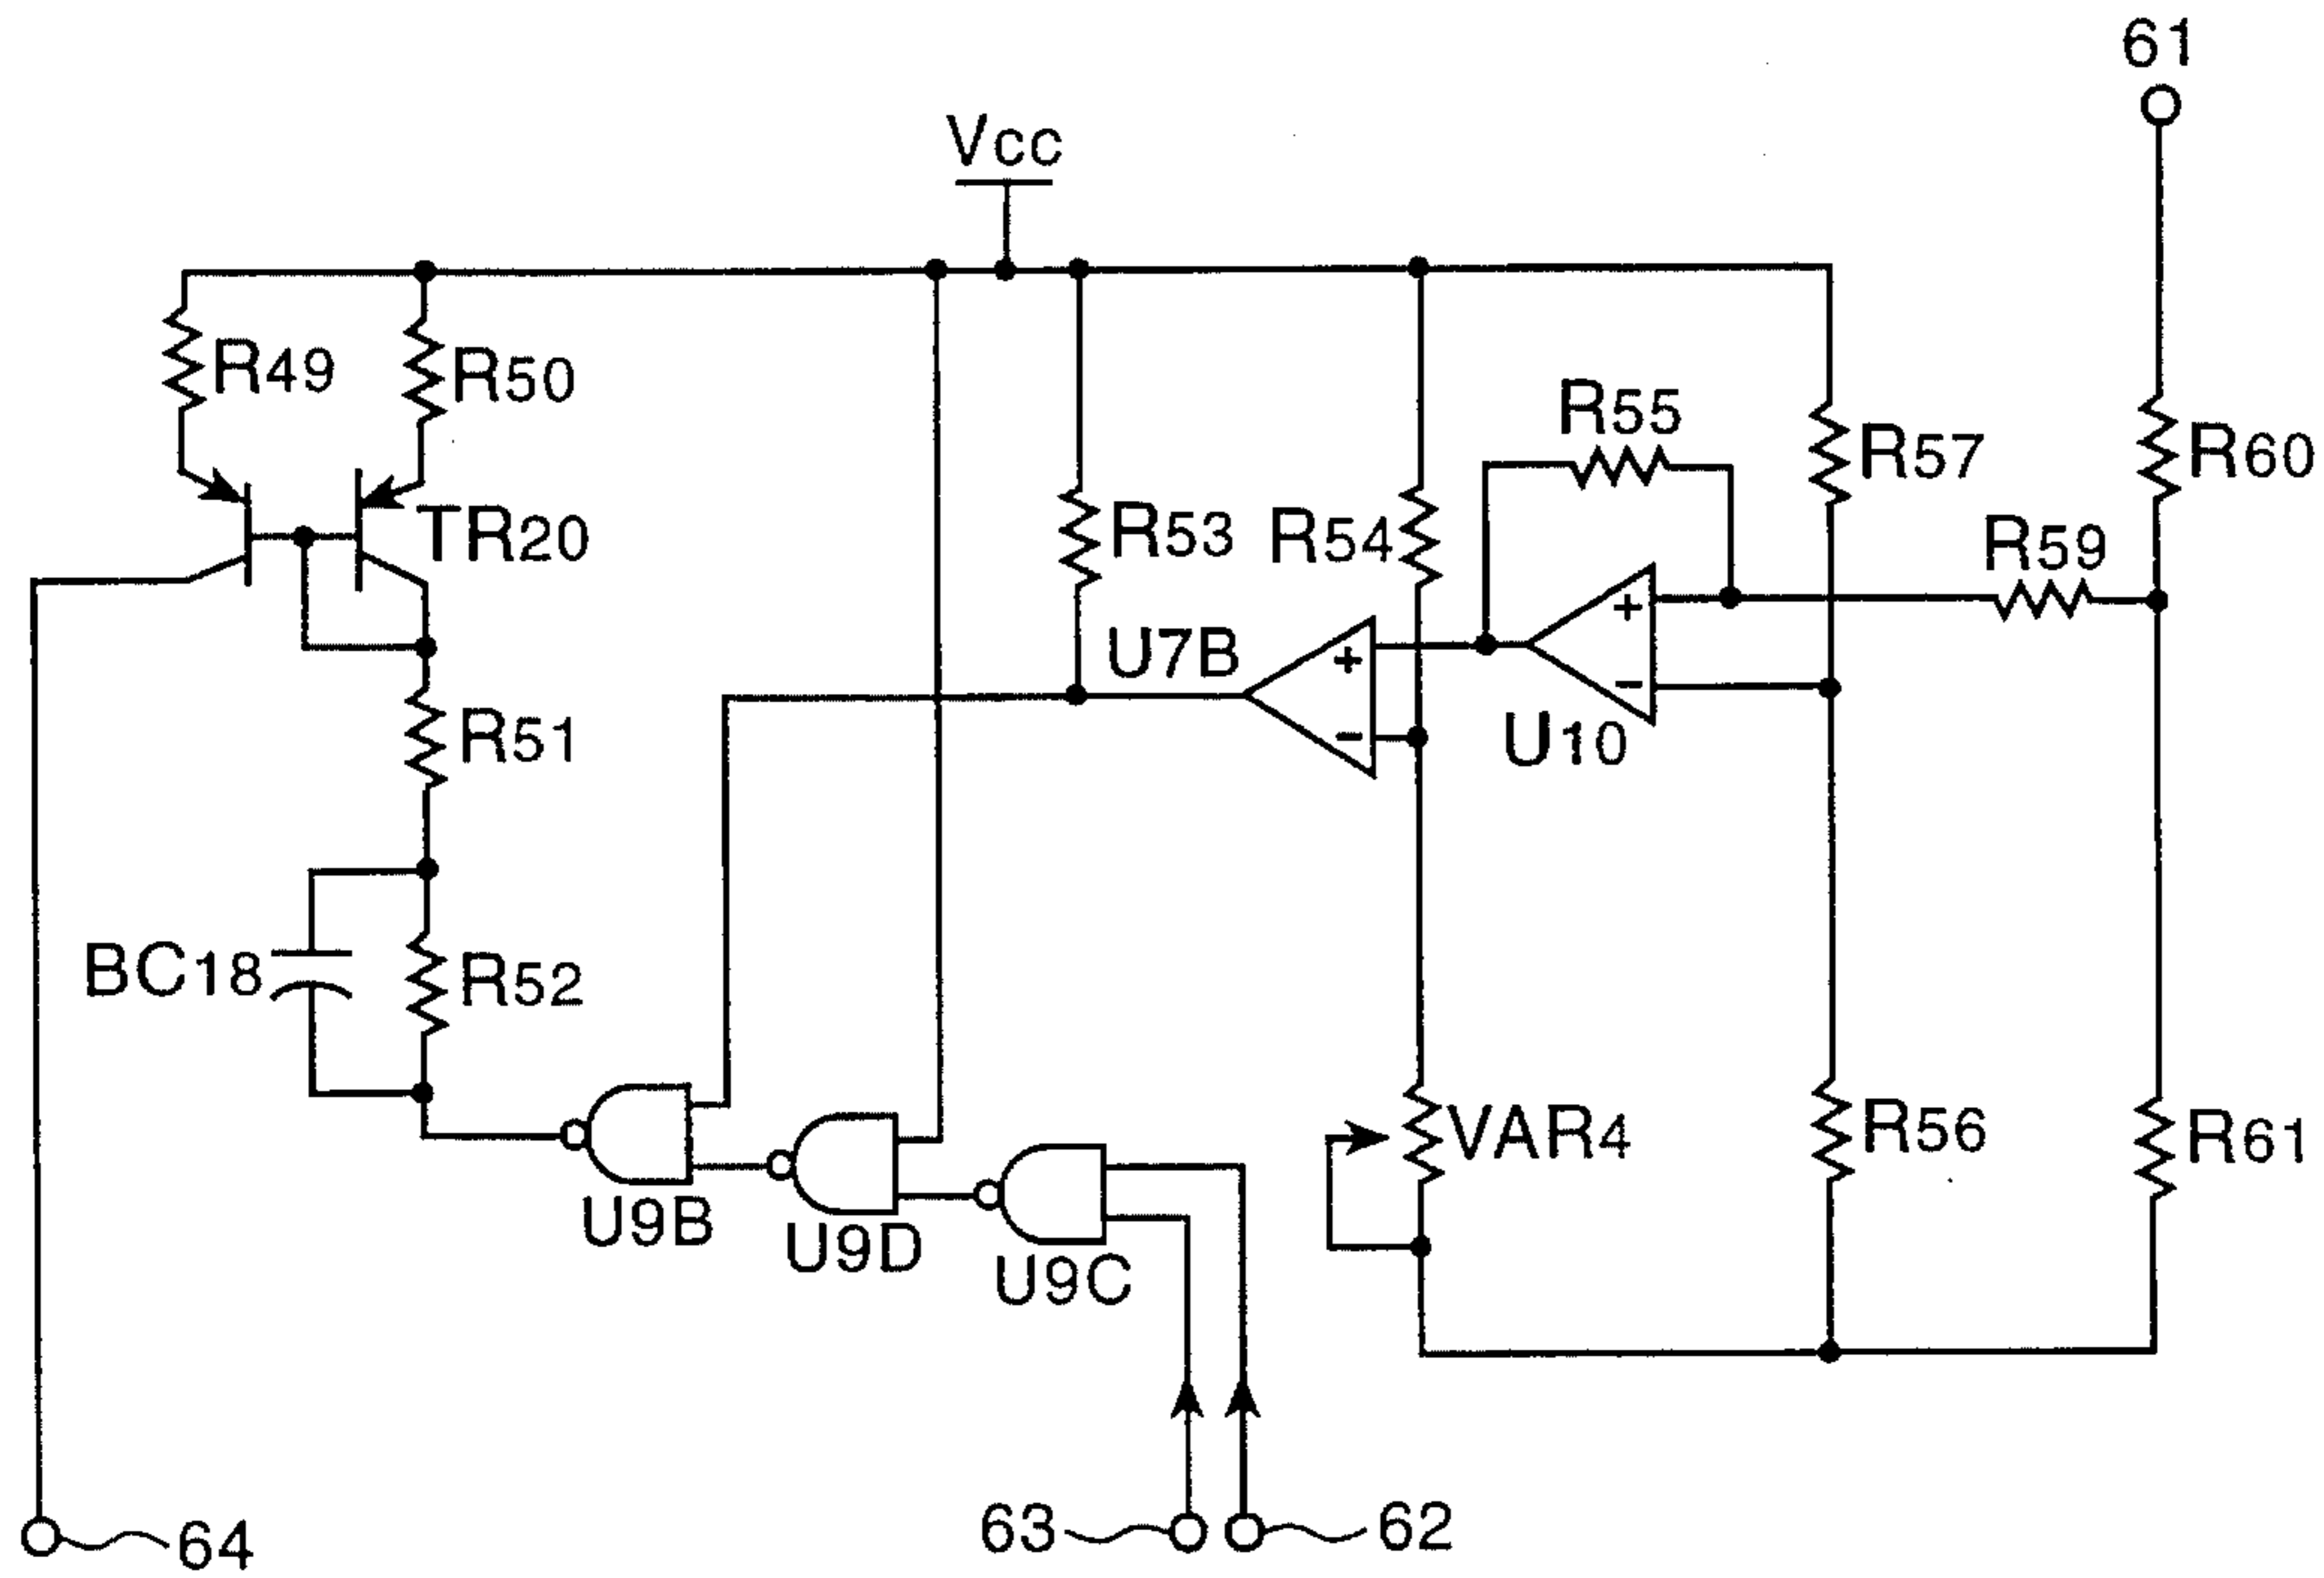 61
Vcc
R49
R50
R55
R57
R60
TR20
R53
R54
R59
U7B
U10
R51
BC18
R52
VAR4
R56
R61
U9B
U9D
U9C
63
62
64